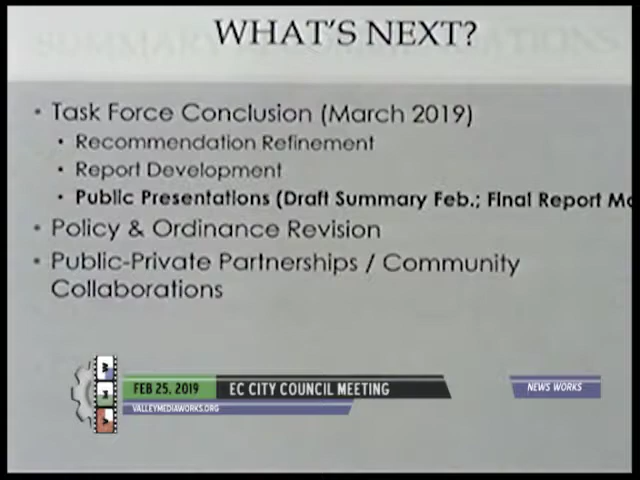 WHAT'S NEXT?
Task Force Conclusion (March 2019)
Recommendation Refinement
Report Development
Public Presentations (Draft Summary Feb.; Final Report
Policy & Ordinance Revision
Public-Private Partnerships / Community
Collaborations
FEB 25, 2019 EC CITY COUNCIL MEETING
NEWS WORKS
VALLEYMEDIAWORKS.ORG